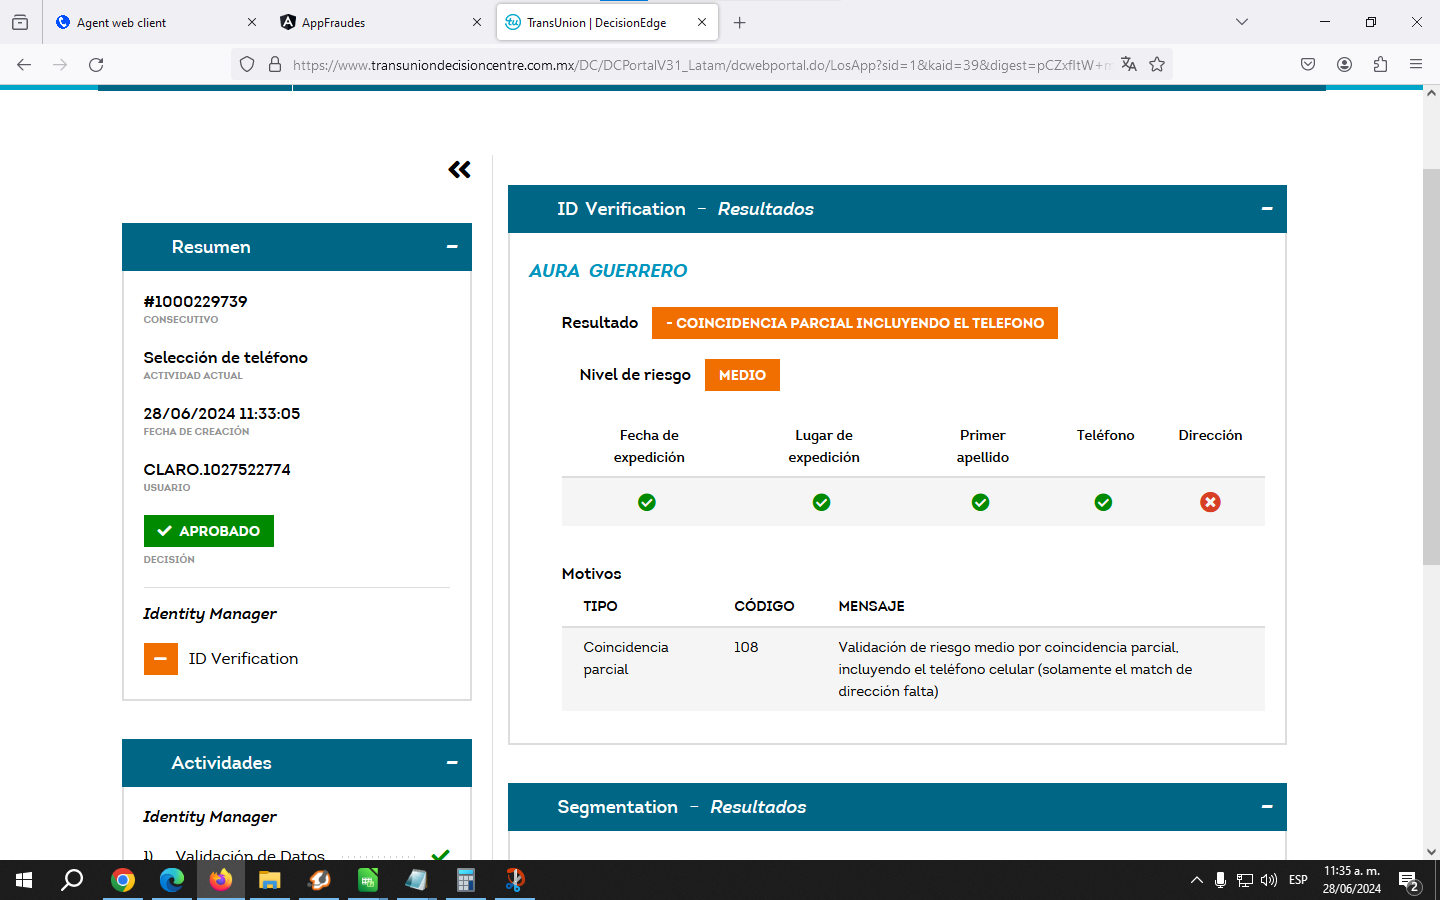 Agent web client
AppFraudes
TransUnion | DecisionEdge
https://www.transuniondecisioncentre.com.mx/DC/DCPortalV31_Latam/dcwebportal.do/LosApp?sid=1&kaid=39&digest=pCZxfItW+
Resumen
#1000229739
CONSECUTIVO
Selección de teléfono
ACTIVIDAD ACTUAL
28/06/2024 11:33:05
FECHA DE CREACIÓN
CLARO.1027522774
USUARIO
APROBADO
DECISIÓN
Identity Manager
ID Verification
Actividades
Identity Manager
1) Validación de Datos
ID Verification - Resultados
AURA GUERRERO
Resultado - COINCIDENCIA PARCIAL INCLUYENDO EL TELEFONO
Nivel de riesgo MEDIO
Fecha de expedición Lugar de expedición Primer apellido Teléfono Dirección
Motivos
TIPO CÓDIGO MENSAJE
Coincidencia parcial 108 Validación de riesgo medio por coincidencia parcial,
incluyendo el teléfono celular (solamente el match de
dirección falta)
Segmentation - Resultados
ESP
11:35 a. m.
28/06/2024
2